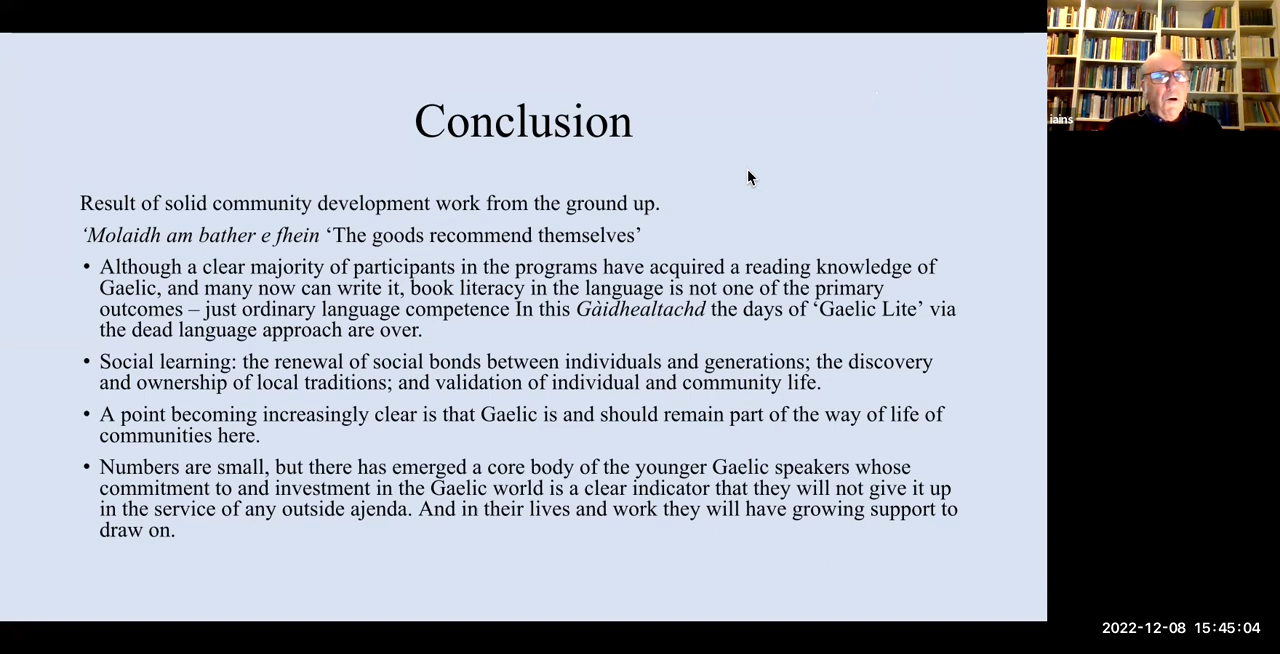 Conclusion
Result of solid community development work from the ground up.
‘Molaidh am bather e fhein ‘The goods recommend themselves’
• Although a clear majority of participants in the programs have acquired a reading knowledge of
Gaelic, and many now can write it, book literacy in the language is not one of the primary
outcomes – just ordinary language competence In this Gàidhealtachd the days of ‘Gaelic Lite’ via
the dead language approach are over.
• Social learning: the renewal of social bonds between individuals and generations; the discovery
and ownership of local traditions; and validation of individual and community life.
• A point becoming increasingly clear is that Gaelic is and should remain part of the way of life of
communities here.
• Numbers are small, but there has emerged a core body of the younger Gaelic speakers whose
commitment to and investment in the Gaelic world is a clear indicator that they will not give it up
in the service of any outside ajenda. And in their lives and work they will have growing support to
draw on.
iains
2022-12-08 15:45:04